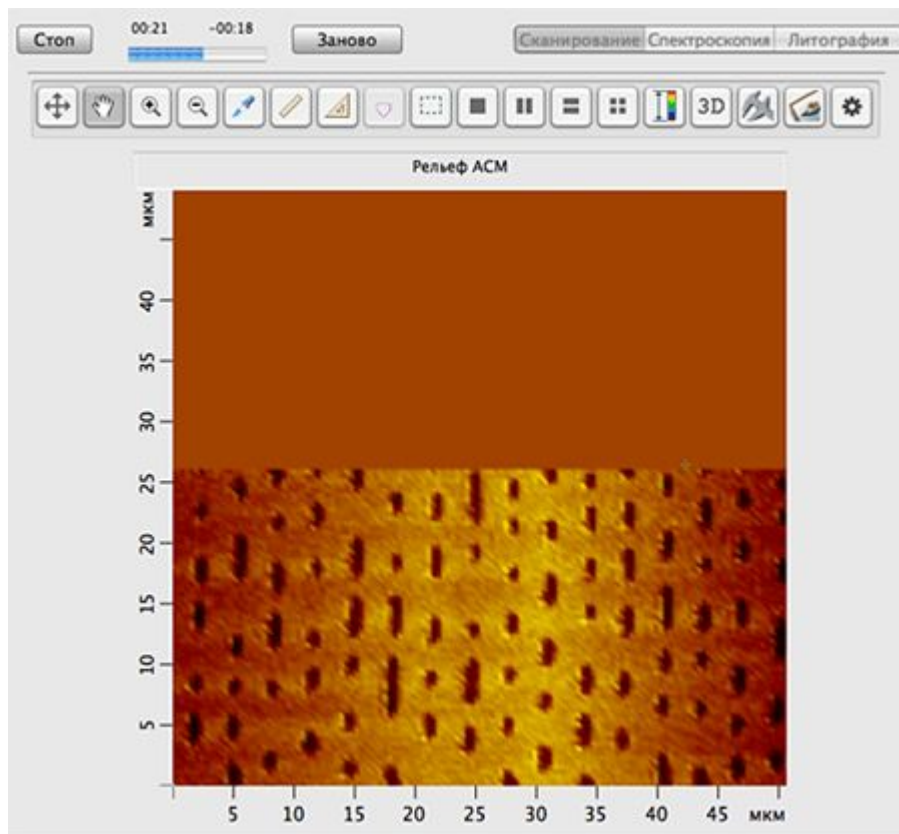 Стоп
00:21 -00:18
Заново
Сканирование Спектроскопия Литография
3D
Рельеф АСМ
мкм
40
35
30
25
20
15
10
5
5 10 15 20 25 30 35 40 45 мкм